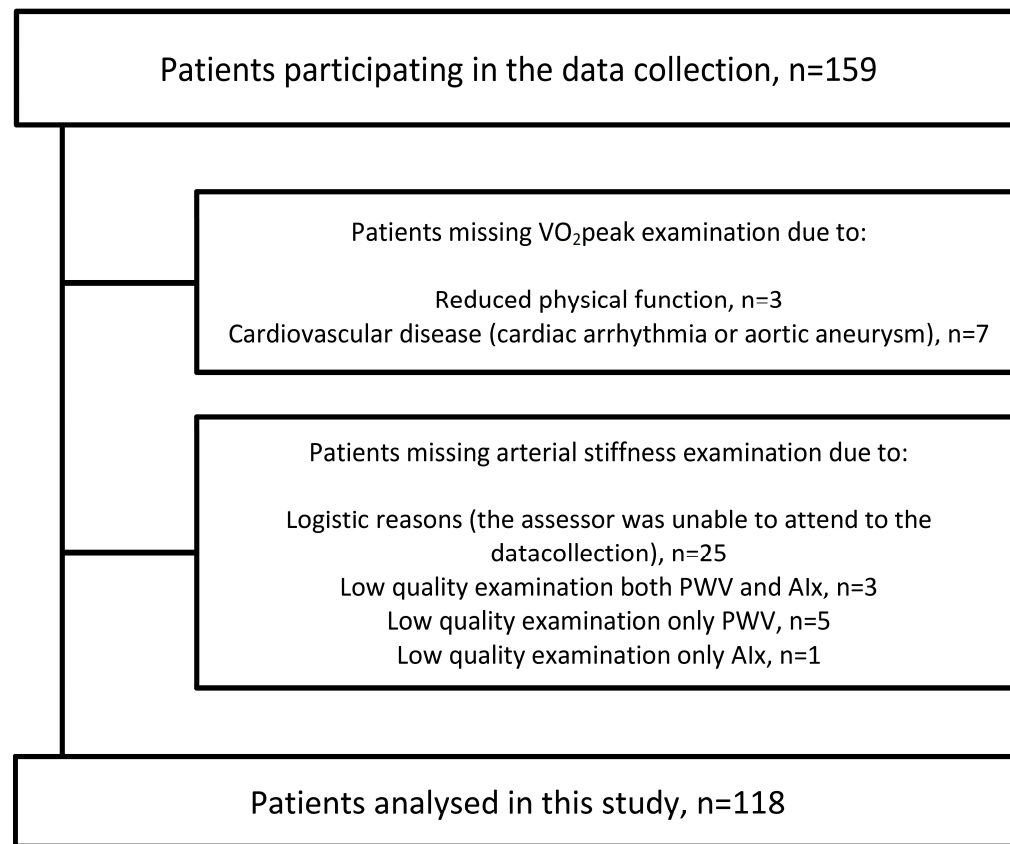 Patients participating in the data collection, n=159
Patients missing VO₂peak examination due to:
Reduced physical function, n=3
Cardiovascular disease (cardiac arrhythmia or aortic aneurysm), n=7
Patients missing arterial stiffness examination due to:
Logistic reasons (the assessor was unable to attend to the
datacollection), n=25
Low quality examination both PWV and AIx, n=3
Low quality examination only PWV, n=5
Low quality examination only AIx, n=1
Patients analysed in this study, n=118